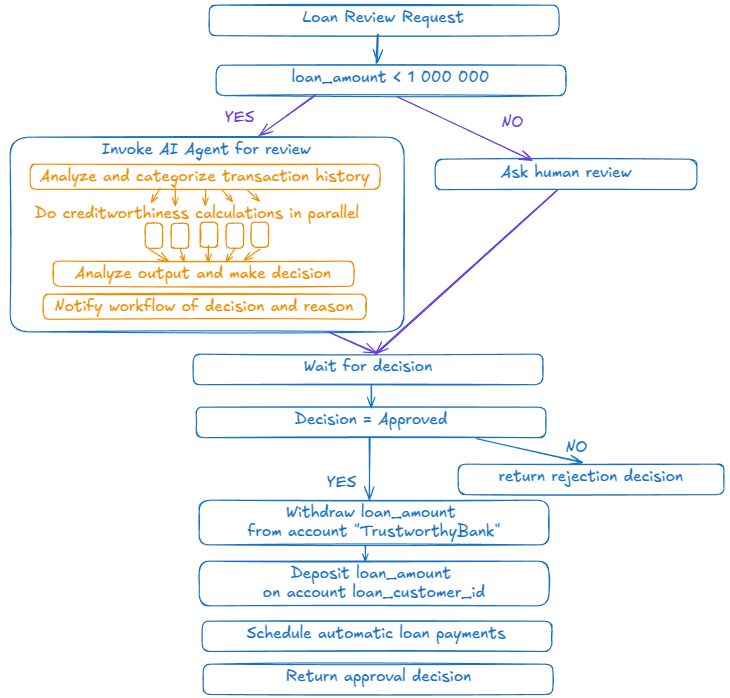 Loan Review Request
loan_amount < 1 000 000
YES
NO
Invoke AI Agent for review
Analyze and categorize transaction history
Do creditworthiness calculations in parallel
Analyze output and make decision
Notify workflow of decision and reason
Ask human review
Wait for decision
Decision = Approved
NO
return rejection decision
YES
Withdraw loan_amount
from account "TrustworthyBank"
Deposit loan_amount
on account loan_customer_id
Schedule automatic loan payments
Return approval decision